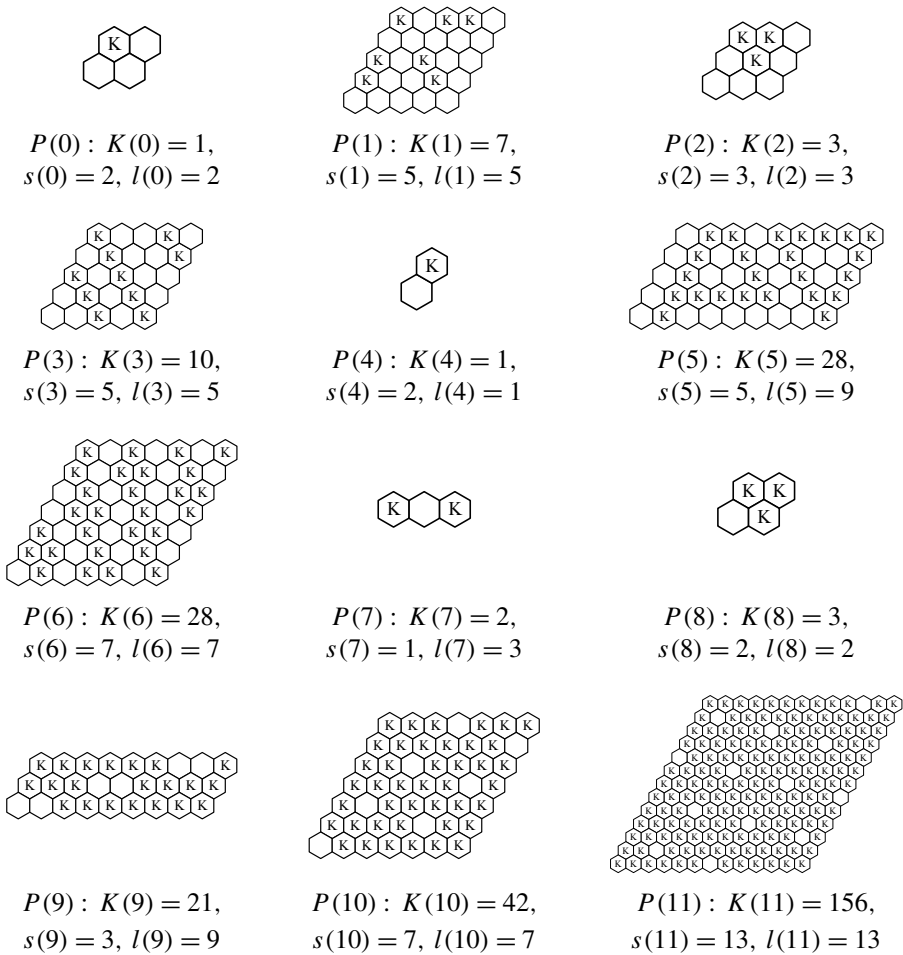 K
K K K
K K
K K
K K
K
P(0) : K(0) = 1,
s(0) = 2, l(0) = 2
P(1) : K(1) = 7,
s(1) = 5, l(1) = 5
P(2) : K(2) = 3,
s(2) = 3, l(2) = 3
K K
K K
K K
K K
K K
K
K K K K K K K
K K K K
K K K K
K K K K K K K
K K
P(3) : K(3) = 10,
s(3) = 5, l(3) = 5
P(4) : K(4) = 1,
s(4) = 2, l(4) = 1
P(5) : K(5) = 28,
s(5) = 5, l(5) = 9
K K K K
K K K K
K K K K
K K K K
K K K K
K K K K
K K K K
K K
K K
K
P(6) : K(6) = 28,
s(6) = 7, l(6) = 7
P(7) : K(7) = 2,
s(7) = 1, l(7) = 3
P(8) : K(8) = 3,
s(8) = 2, l(8) = 2
K K K K K K K
K K K K K K K
K K K K K K K
K K K K K K
K K K K K K
K K K K K K
K K K K K K
K K K K K K
K K K K K K
K K K K K K
K K K K K K K K K K K K
K K K K K K K K K K K K
K K K K K K K K K K K K
K K K K K K K K K K K K
K K K K K K K K K K K K
K K K K K K K K K K K K
K K K K K K K K K K K K
K K K K K K K K K K K K
K K K K K K K K K K K K
K K K K K K K K K K K K
K K K K K K K K K K K K
K K K K K K K K K K K K
K K K K K K K K K K K K
P(9) : K(9) = 21,
s(9) = 3, l(9) = 9
P(10) : K(10) = 42,
s(10) = 7, l(10) = 7
P(11) : K(11) = 156,
s(11) = 13, l(11) = 13